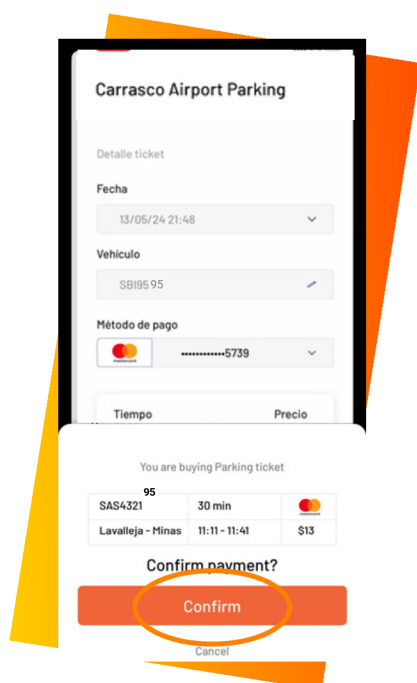 Carrasco Airport Parking
Detalle ticket
Fecha
13/05/24 21:48
Vehículo
SBI95 95
Método de pago
••••••••••••5739
Tiempo Precio
You are buying Parking ticket
95
SAS4321 30 min
Lavalleja - Minas 11:11 - 11:41 $13
Confirm payment?
Confirm
Cancel